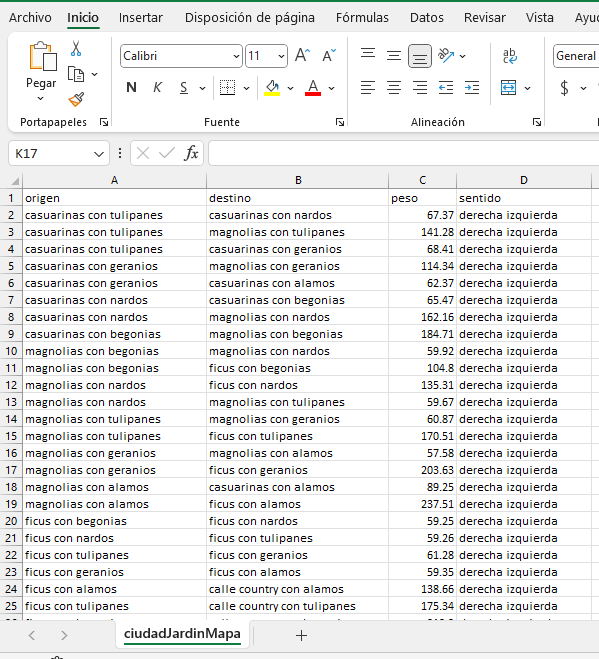 Archivo Inicio Insertar Disposición de página Fórmulas Datos Revisar Vista
Calibri 11 General
Pegar N K S A ab $
Portapapeles Fuente Alineación
K17 fx
A B C D
1 origen destino peso sentido
2 casuarinas con tulipanes casuarinas con nardos 67.37 derecha izquierda
3 casuarinas con tulipanes magnolias con tulipanes 141.28 derecha izquierda
4 casuarinas con tulipanes casuarinas con geranios 68.41 derecha izquierda
5 casuarinas con geranios magnolias con geranios 114.34 derecha izquierda
6 casuarinas con geranios casuarinas con alamos 62.37 derecha izquierda
7 casuarinas con nardos casuarinas con begonias 65.47 derecha izquierda
8 casuarinas con nardos magnolias con nardos 162.16 derecha izquierda
9 casuarinas con begonias magnolias con begonias 184.71 derecha izquierda
10 magnolias con begonias magnolias con nardos 59.92 derecha izquierda
11 magnolias con begonias ficus con begonias 104.8 derecha izquierda
12 magnolias con nardos ficus con nardos 135.31 derecha izquierda
13 magnolias con nardos magnolias con tulipanes 59.67 derecha izquierda
14 magnolias con tulipanes magnolias con geranios 60.87 derecha izquierda
15 magnolias con tulipanes ficus con tulipanes 170.51 derecha izquierda
16 magnolias con geranios magnolias con alamos 57.58 derecha izquierda
17 magnolias con geranios ficus con geranios 203.63 derecha izquierda
18 magnolias con alamos casuarinas con alamos 89.25 derecha izquierda
19 magnolias con alamos ficus con alamos 237.51 derecha izquierda
20 ficus con begonias ficus con nardos 59.25 derecha izquierda
21 ficus con nardos ficus con tulipanes 59.26 derecha izquierda
22 ficus con tulipanes ficus con geranios 61.28 derecha izquierda
23 ficus con geranios ficus con alamos 59.35 derecha izquierda
24 ficus con alamos calle country con alamos 138.66 derecha izquierda
25 ficus con tulipanes calle country con tulipanes 175.34 derecha izquierda
ciudadJardinMapa